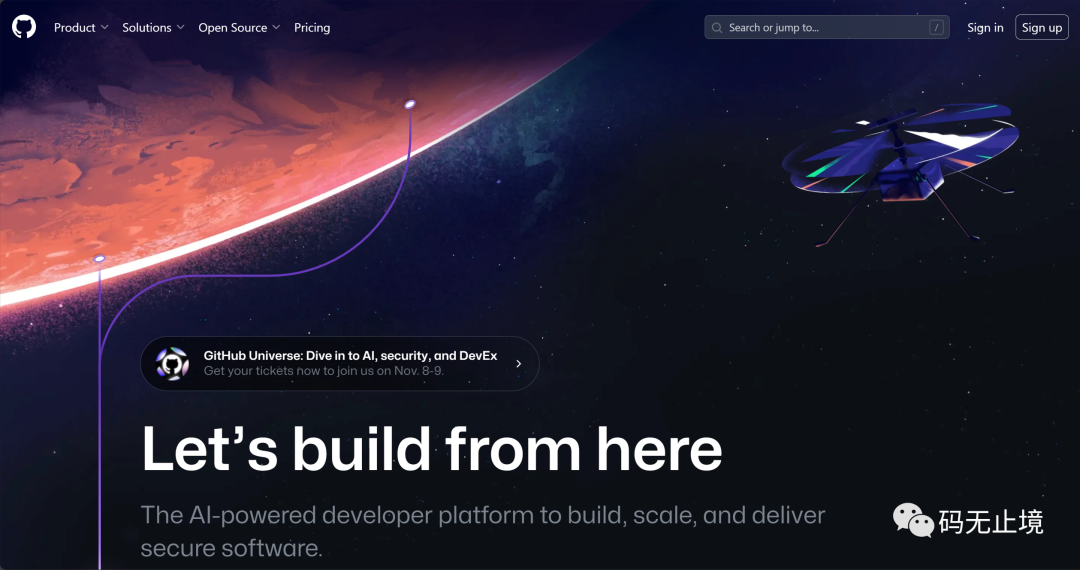 Product Solutions Open Source Pricing Search or jump to... / Sign in Sign up
GitHub Universe: Dive in to AI, security, and DevEx
Get your tickets now to join us on Nov. 8-9.
Let's build from here
The AI-powered developer platform to build, scale, and deliver
secure software.
码无止境